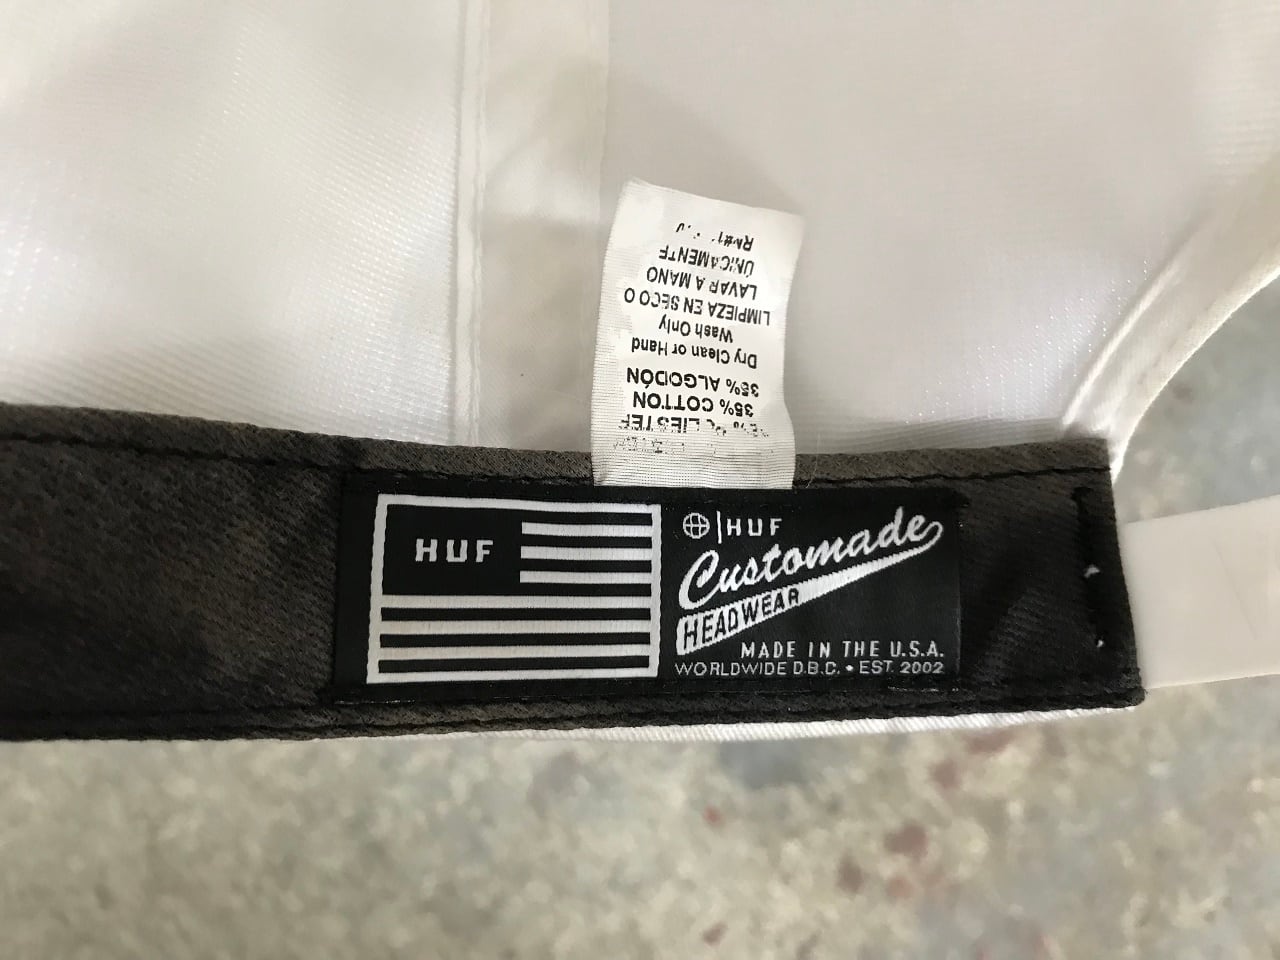 35% COTTON
35% ALGODÓN
Dry Clean or Hand
Wash Only
LIMPIEZA EN SECO O
LAVAR A MANO
ÚNICAMENTE
HUF
HUF
Customade
HEADWEAR
MADE IN THE U.S.A.
WORLDWIDE D.B.C. • EST. 2002